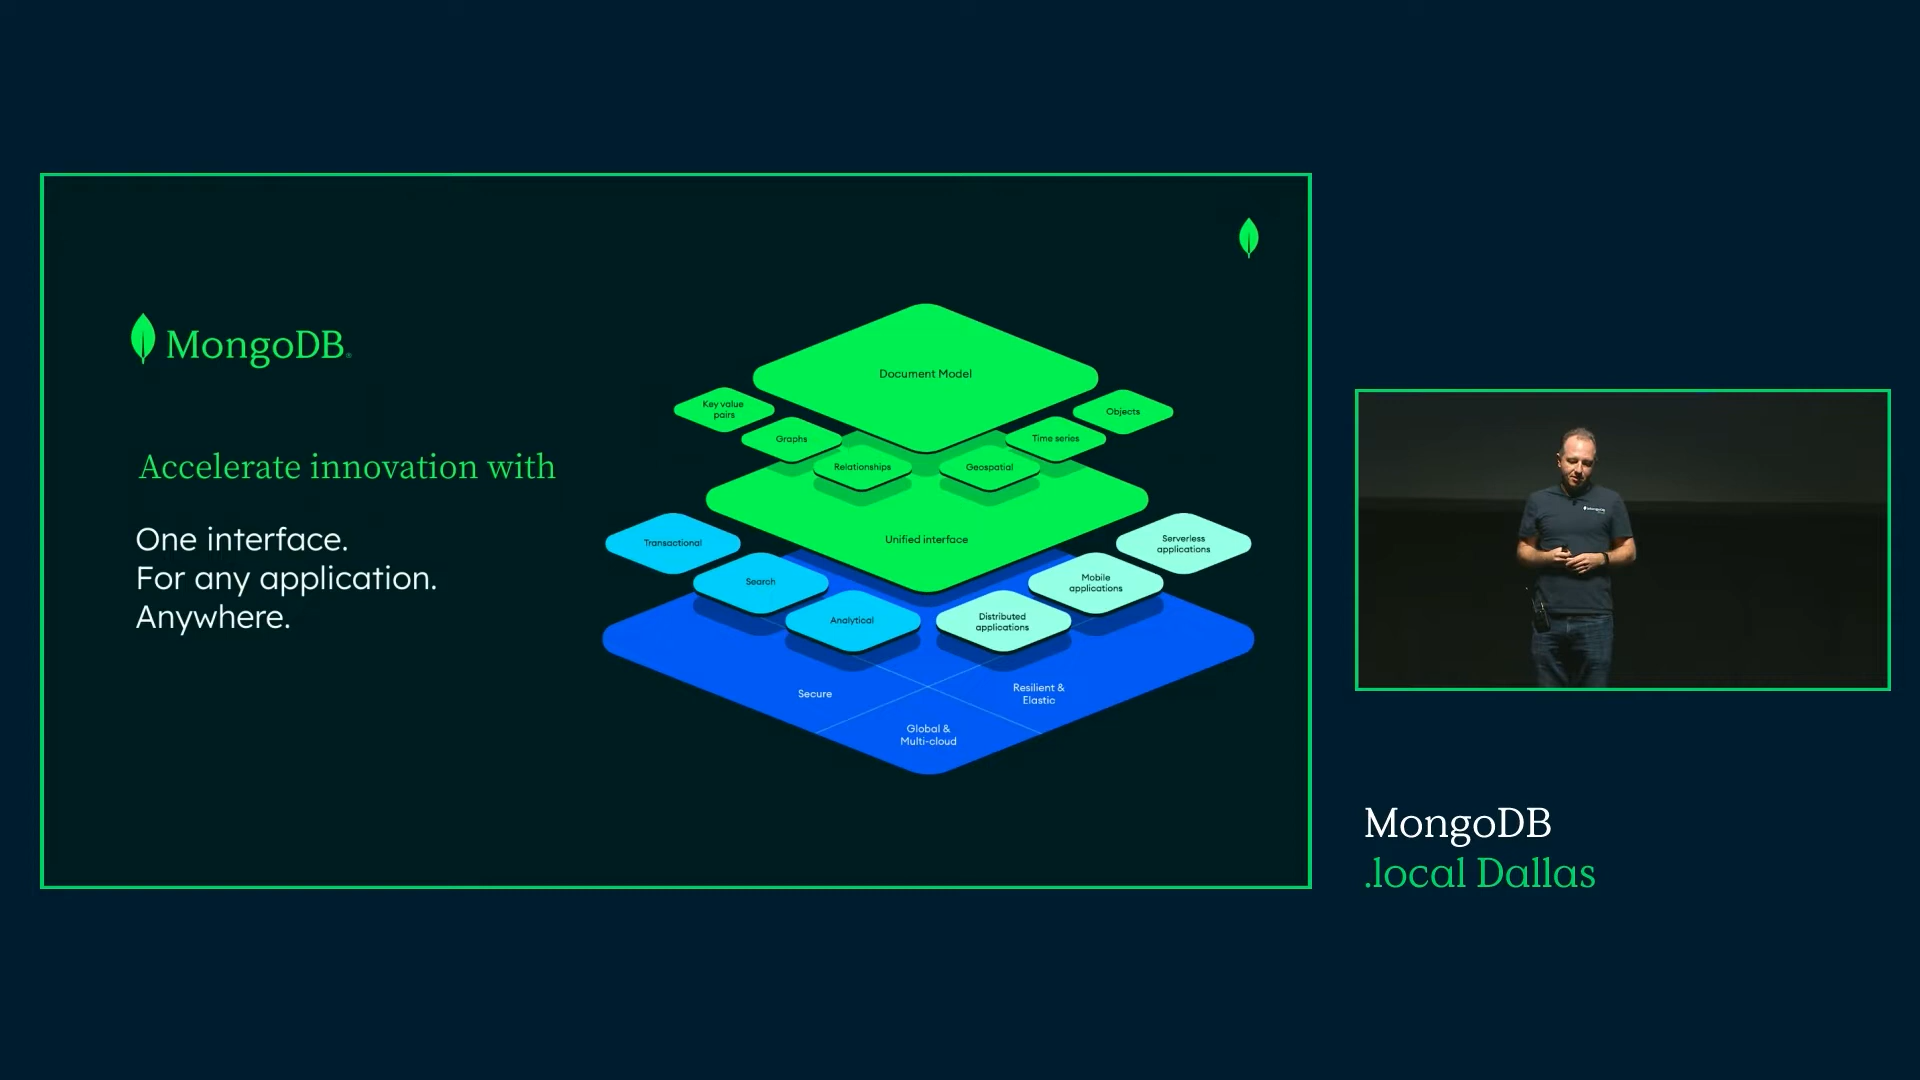 MongoDB.
Accelerate innovation with
One interface.
For any application.
Anywhere.
Document Model
Key value
pairs
Objects
Graphs
Time series
Relationships
Geospatial
Unified interface
Transactional
Serverless
applications
Search
Mobile
applications
Analytical
Distributed
applications
Secure
Resilient &
Elastic
Global &
Multi-cloud
MongoDB
.local Dallas